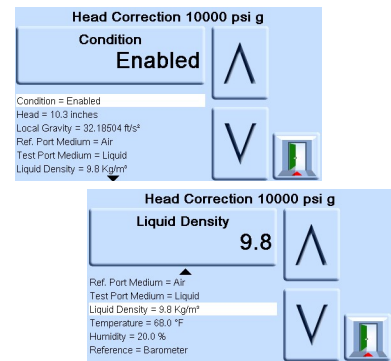 Head Correction 10000 psi g
Condition
Enabled
Condition = Enabled
Head = 10.3 inches
Local Gravity = 32.18504 ft/s²
Ref. Port Medium = Air
Test Port Medium = Liquid
Liquid Density = 9.8 Kg/m³
Head Correction 10000 psi g
Liquid Density
9.8
Ref. Port Medium = Air
Test Port Medium = Liquid
Liquid Density = 9.8 Kg/m³
Temperature = 68.0 °F
Humidity = 20.0 %
Reference = Barometer